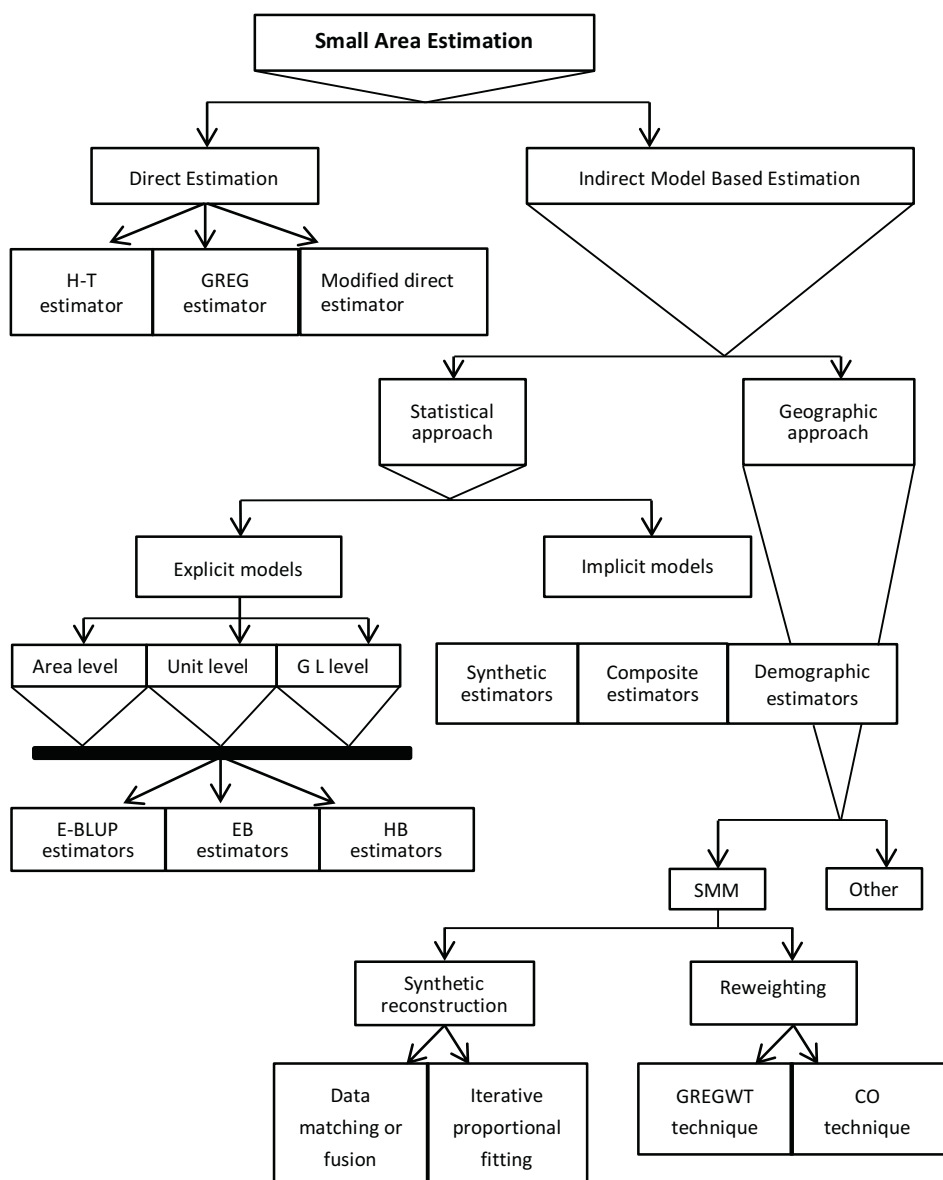 Small Area Estimation
Direct Estimation
Indirect Model Based Estimation
H-T
estimator
GREG
estimator
Modified direct
estimator
Statistical
approach
Geographic
approach
Explicit models
Implicit models
Area level
Unit level
G L level
Synthetic
estimators
Composite
estimators
Demographic
estimators
E-BLUP
estimators
EB
estimators
HB
estimators
SMM
Other
Synthetic
reconstruction
Reweighting
Data
matching or
fusion
Iterative
proportional
fitting
GREGWT
technique
CO
technique